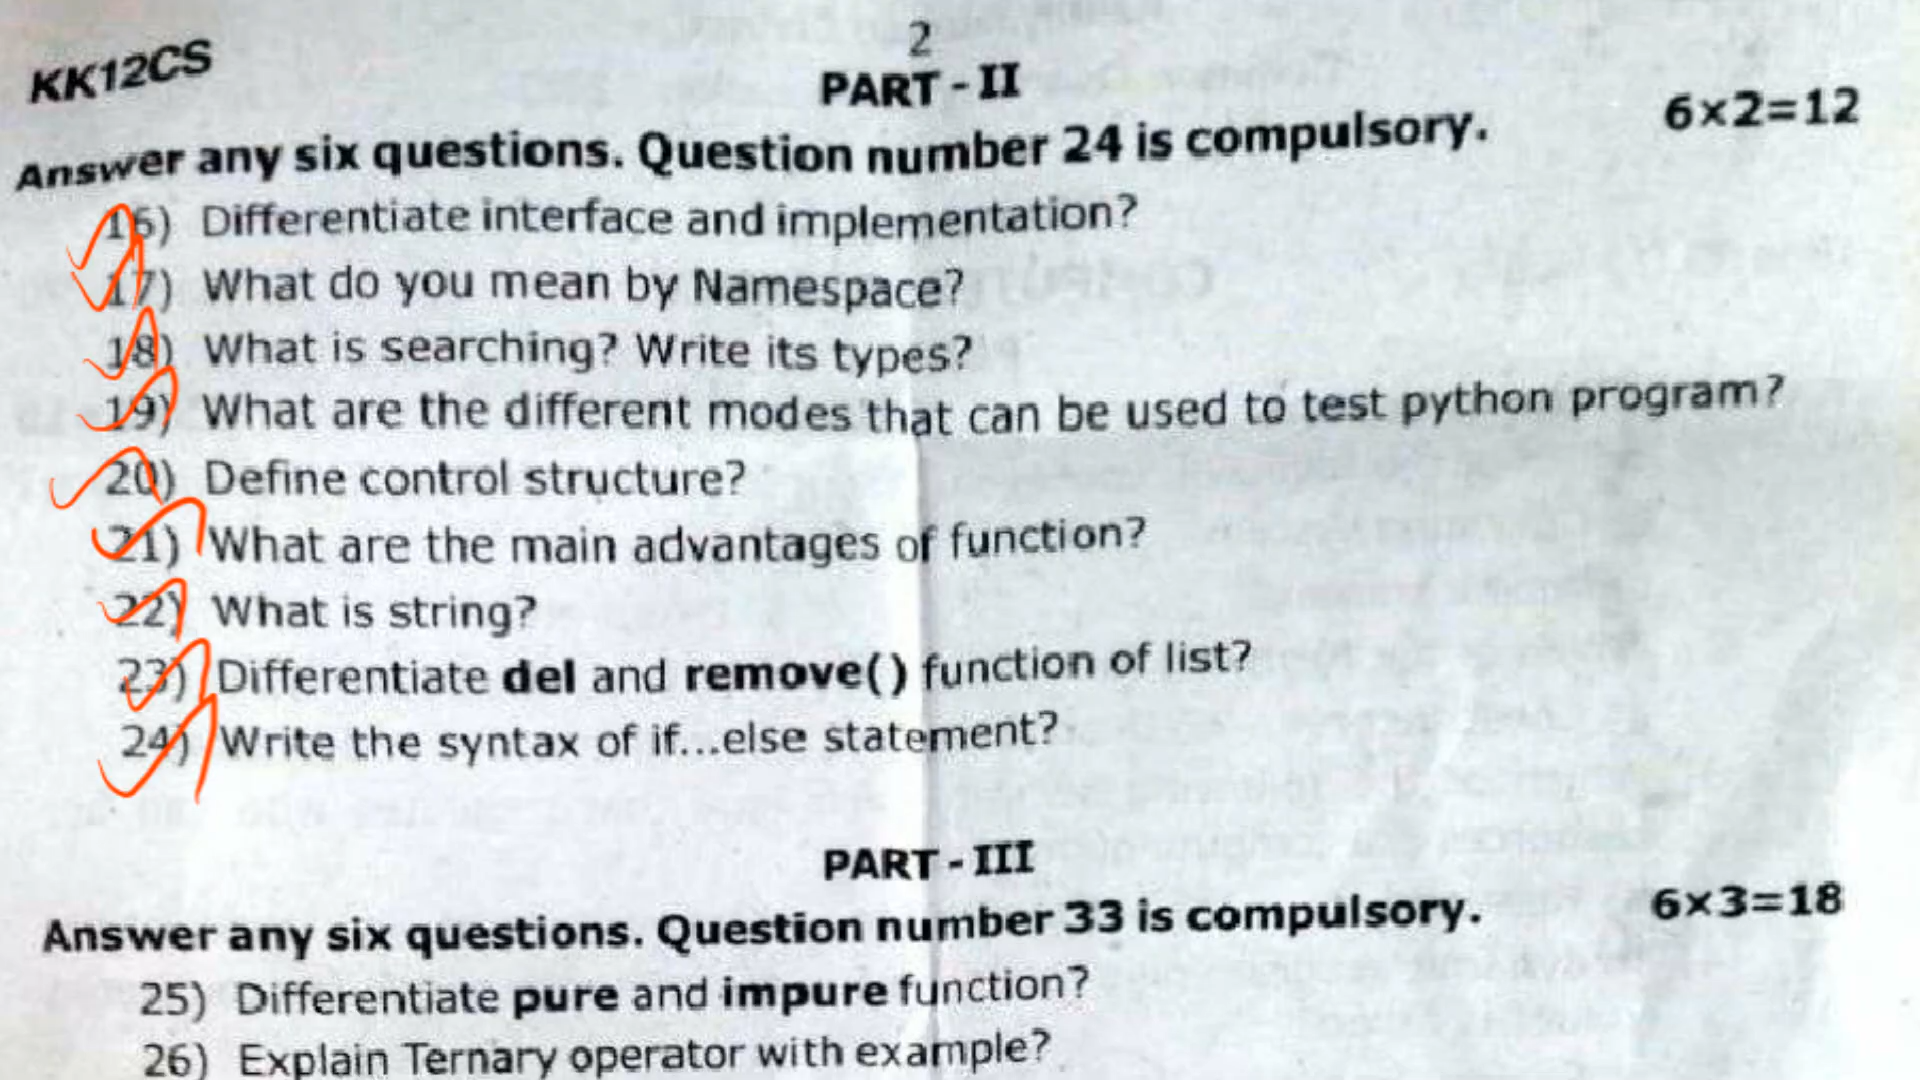 2
KK12CS
PART - II
6×2=12
Answer any six questions. Question number 24 is compulsory.
16) Differentiate interface and implementation?
17) What do you mean by Namespace?
18) What is searching? Write its types?
19) What are the different modes that can be used to test python program?
20) Define control structure?
21) What are the main advantages of function?
22) What is string?
23) Differentiate del and remove() function of list?
24) Write the syntax of if...else statement?
PART - III
Answer any six questions. Question number 33 is compulsory.
6×3=18
25) Differentiate pure and impure function?
26) Explain Ternary operator with example?